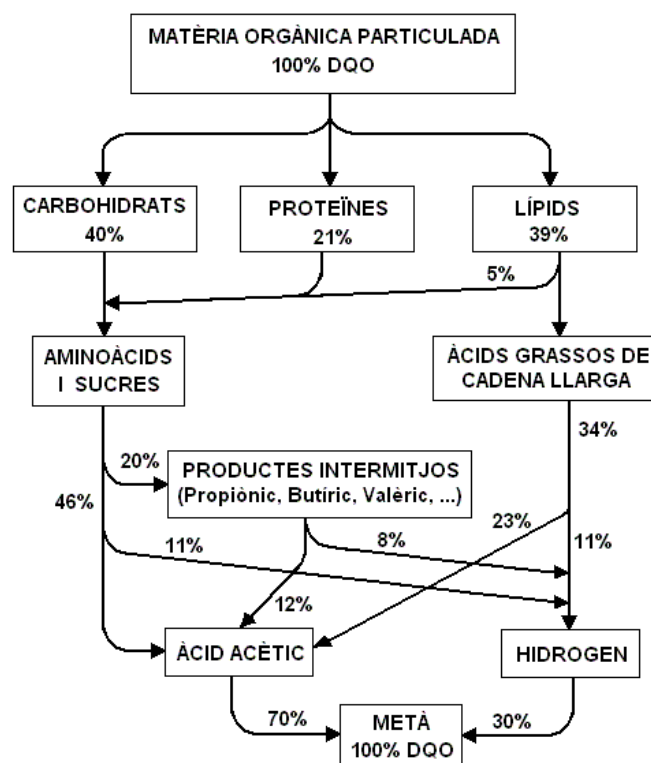 MATÈRIA ORGÀNICA PARTICULADA
100% DQO
CARBOHIDRATS
40%
PROTEÏNES
21%
LÍPIDS
39%
5%
AMINOÀCIDS
I SUCRES
ÀCIDS GRASSOS DE
CADENA LLARGA
34%
20%
PRODUCTES INTERMITJOS
(Propiònic, Butíric, Valèric, ...)
46%
11%
8%
23%
11%
12%
ÀCID ACÈTIC
HIDROGEN
70%
METÀ
100% DQO
30%